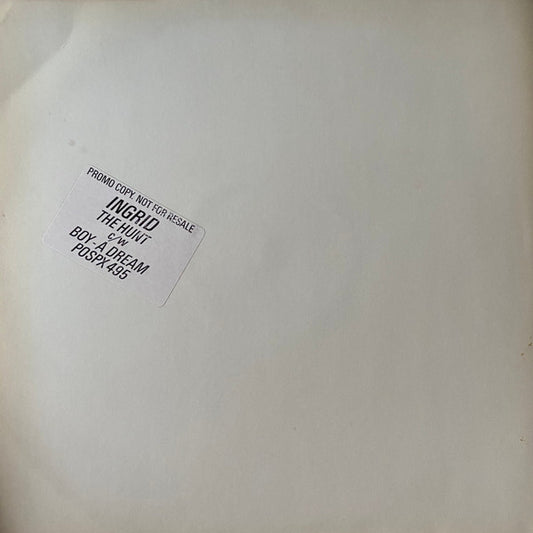 PROMO COPY. NOT FOR RESALE
INGRID
THE HUNT
c/w
BOY-A DREAM
POSPX 495